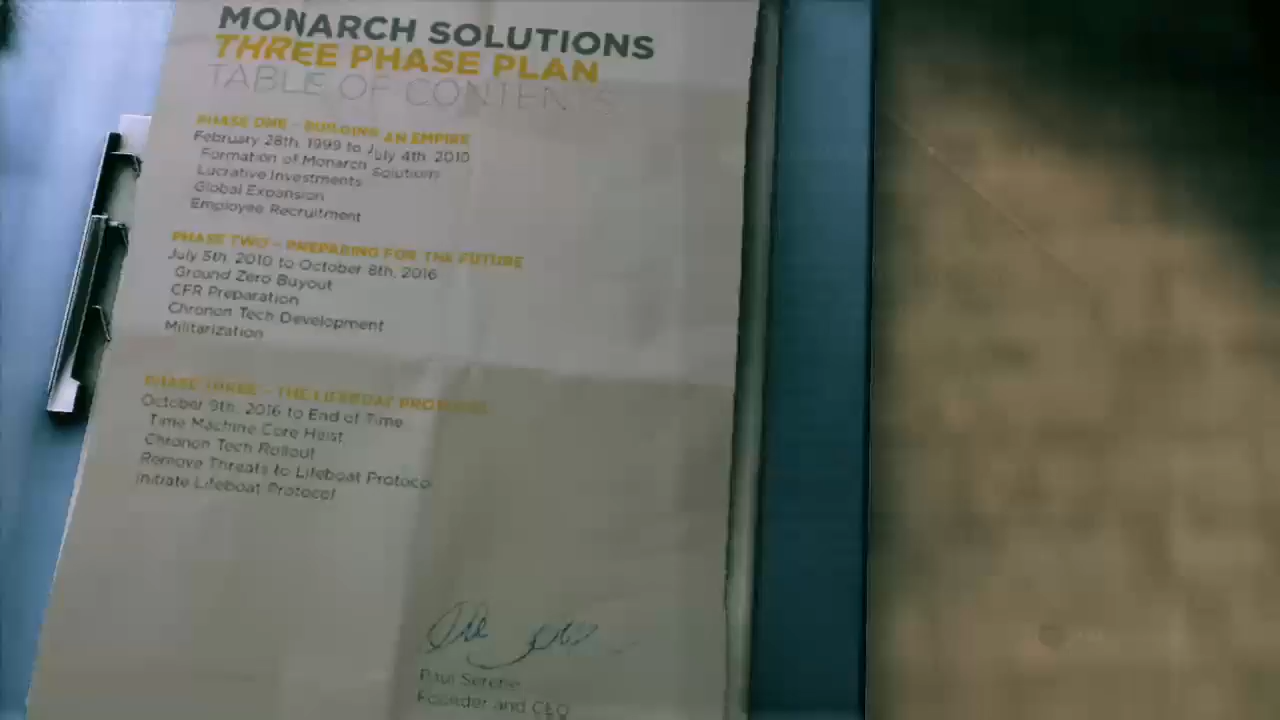 MONARCH SOLUTIONS
THREE PHASE PLAN
TABLE OF CONTENTS
PHASE ONE - BUILDING AN EMPIRE
February 28th, 1999 to July 4th, 2010
Formation of Monarch Solutions
Lucrative Investments
Global Expansion
Employee Recruitment
PHASE TWO - PREPARING FOR THE FUTURE
July 5th, 2010 to October 8th, 2016
Ground Zero Buyout
CFR Preparation
Chronon Tech Development
Militarization
PHASE THREE - THE LIFEBOAT PROTOCOL
October 9th, 2016 to End of Time
Time Machine Core Heist
Chronon Tech Rollout
Remove Threats to Lifeboat Protocol
Initiate Lifeboat Protocol
Paul Serene
Founder and CEO